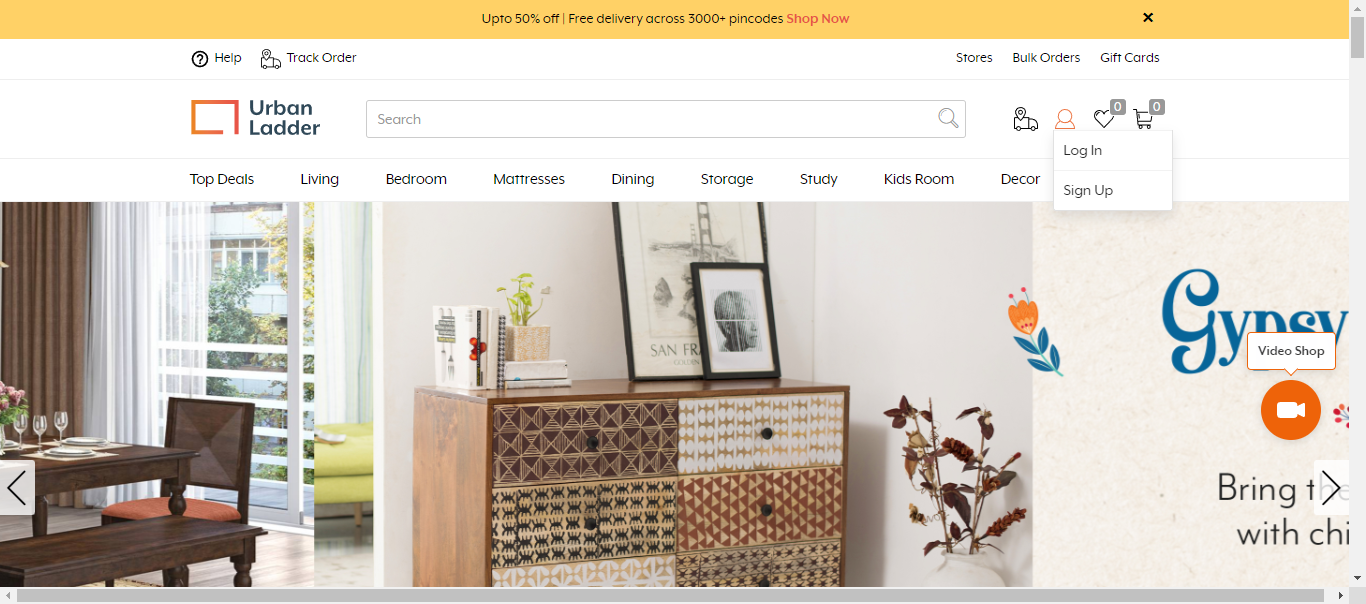 Upto 50% off | Free delivery across 3000+ pincodes Shop Now
Help
Track Order
Stores
Bulk Orders
Gift Cards
Urban
Ladder
Search
0
0
Log In
Sign Up
Top Deals
Living
Bedroom
Mattresses
Dining
Storage
Study
Kids Room
Decor
SAN FRA
Gypsy
Video Shop
Bring the
with chi